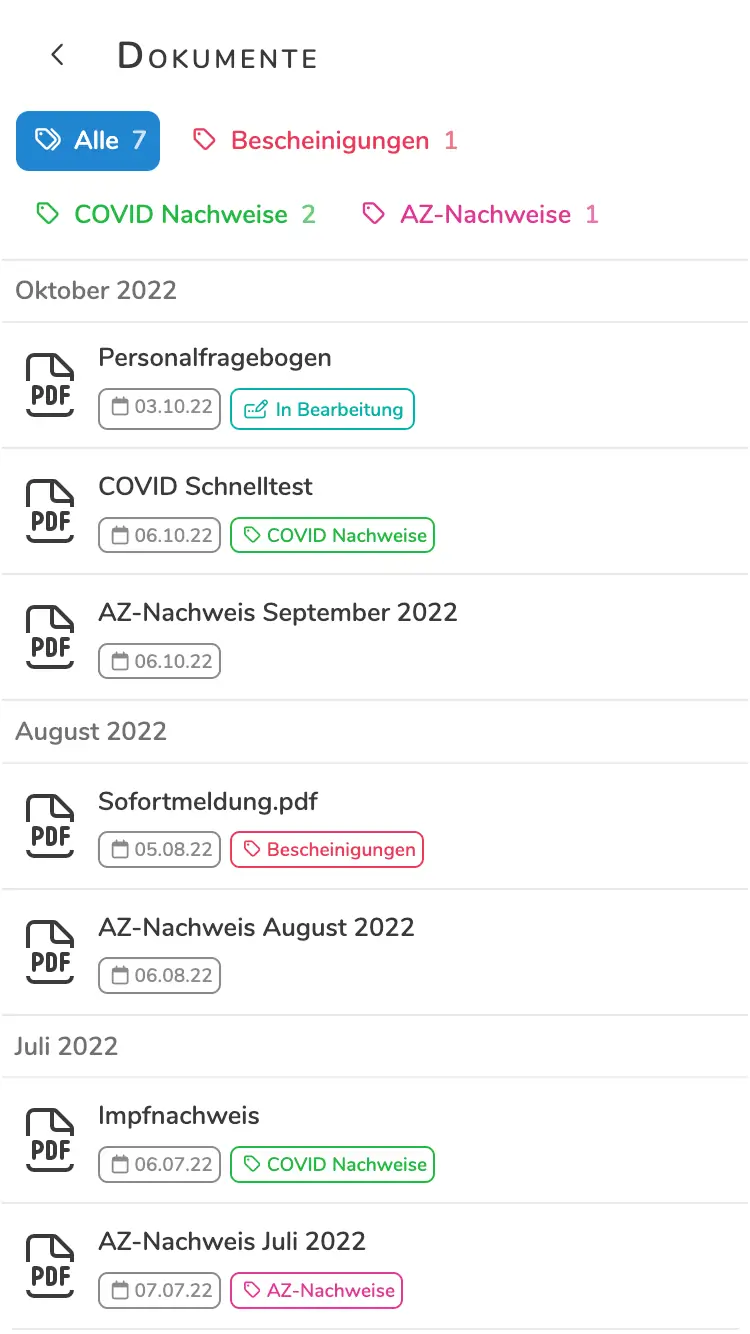 Dokumente
Alle 7 Bescheinigungen 1
COVID Nachweise 2 AZ-Nachweise 1
Oktober 2022
Personalfragebogen
PDF
03.10.22 In Bearbeitung
COVID Schnelltest
PDF
06.10.22 COVID Nachweise
AZ-Nachweis September 2022
PDF
06.10.22
August 2022
Sofortmeldung.pdf
PDF
05.08.22 Bescheinigungen
AZ-Nachweis August 2022
PDF
06.08.22
Juli 2022
Impfnachweis
PDF
06.07.22 COVID Nachweise
AZ-Nachweis Juli 2022
PDF
07.07.22 AZ-Nachweise